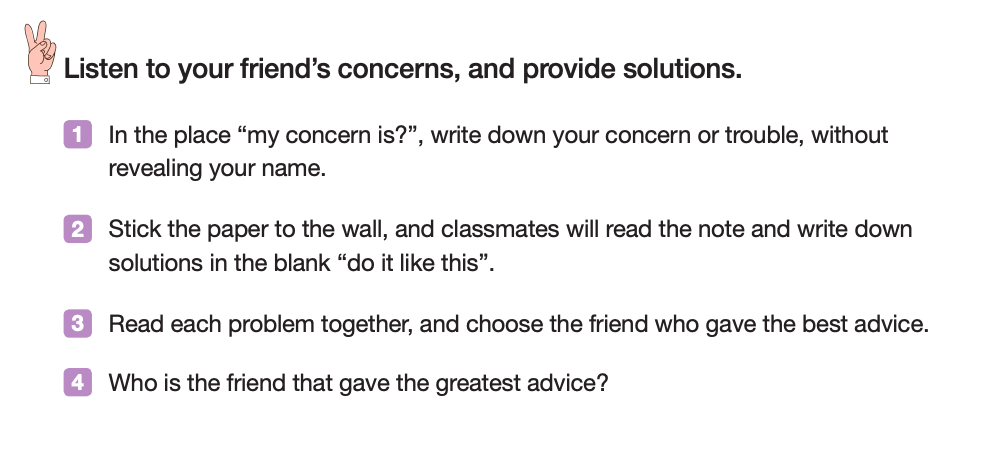 Listen to your friend’s concerns, and provide solutions.
1 In the place “my concern is?”, write down your concern or trouble, without
revealing your name.
2 Stick the paper to the wall, and classmates will read the note and write down
solutions in the blank “do it like this”.
3 Read each problem together, and choose the friend who gave the best advice.
4 Who is the friend that gave the greatest advice?